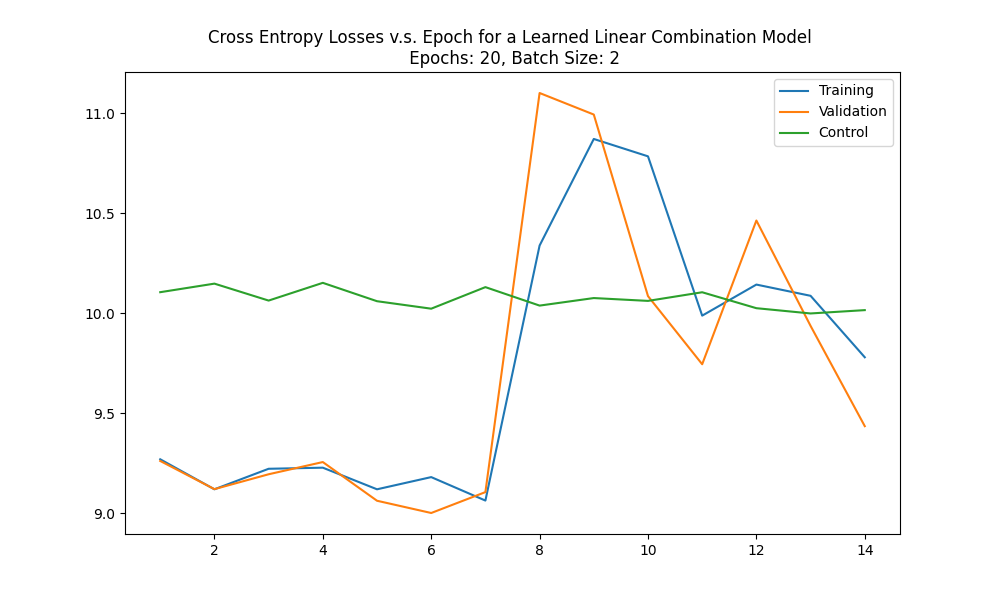 Cross Entropy Losses v.s. Epoch for a Learned Linear Combination Model
Epochs: 20, Batch Size: 2
Training
Validation
Control
11.0
10.5
10.0
9.5
9.0
2 4 6 8 10 12 14